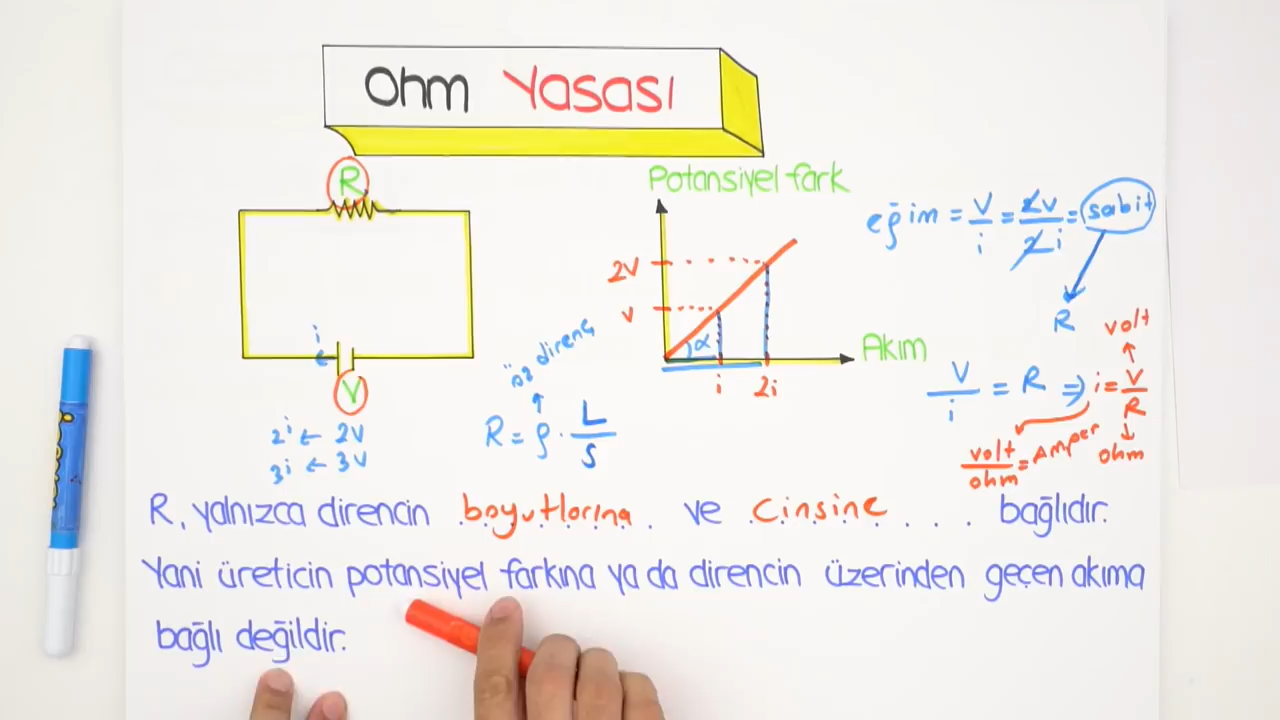 Ohm Yasası
R
i
V
2i ← 2V
3i ← 3V
öz direnç
R = ρ · L/S
Potansiyel fark
2V
V
α
i
2i
Akım
eğim = V/i = 2V/2i = sabit
R
V/i = R ⇒ i = V/R
volt
ohm
volt/ohm = Amper
R, yalnızca direncin boyutlarına ve cinsine bağlıdır.
Yani üreticin potansiyel farkına ya da direncin üzerinden geçen akıma
bağlı değildir.